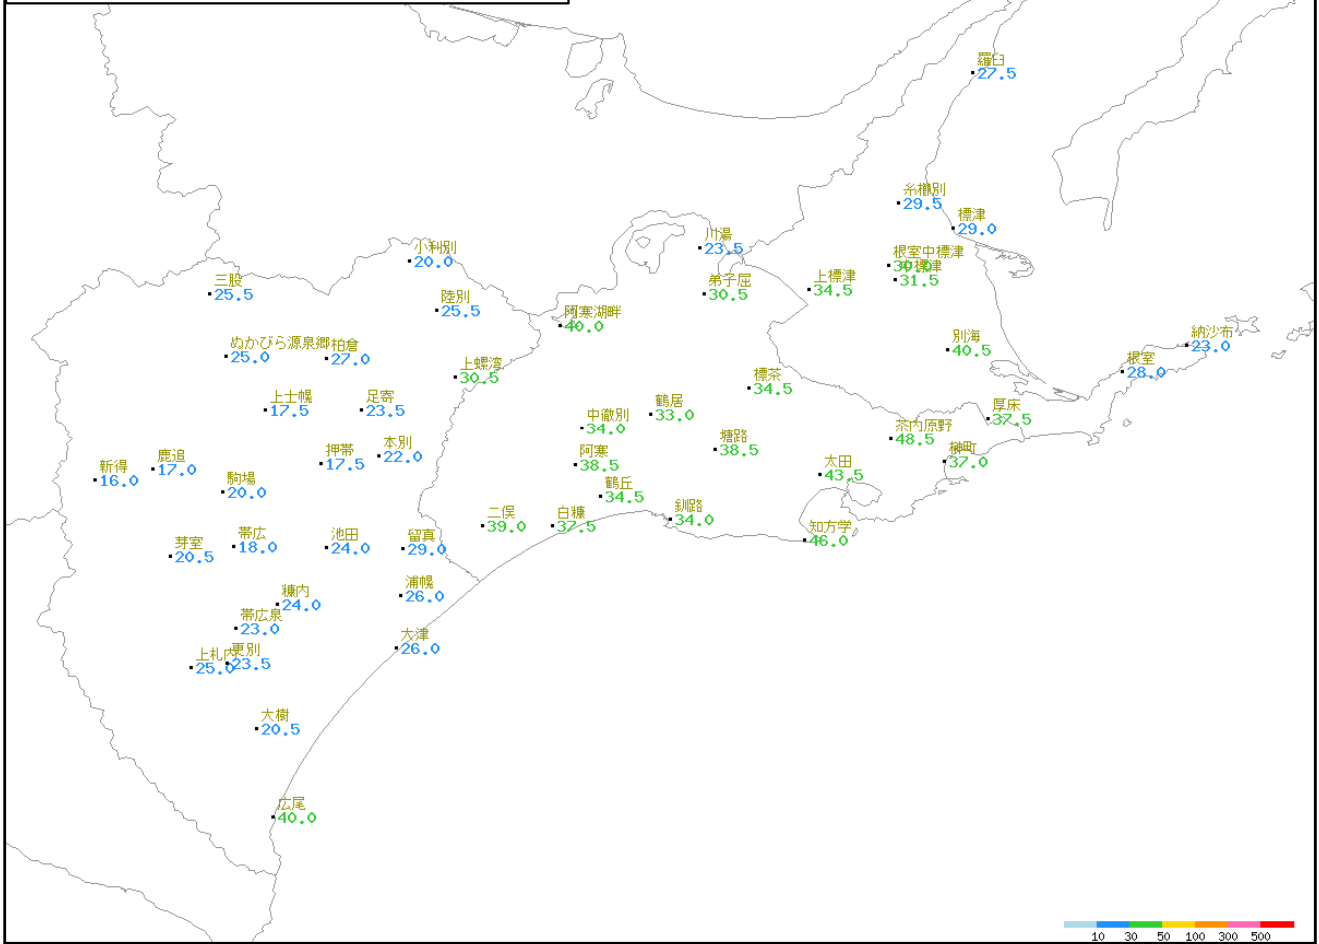 羅臼
27.5
糸櫛別
29.5
標津
29.0
川湯
23.5
小利別
20.0
根室中標津
中標津
31.5
三股
25.5
弟子屈
30.5
上標津
34.5
陸別
25.5
阿寒湖畔
40.0
納沙布
23.0
ぬかびら源泉郷
25.0
柏倉
27.0
別海
40.5
根室
28.0
上螺湾
30.5
標茶
34.5
上士幌
17.5
足寄
23.5
鶴居
33.0
厚床
37.5
中徹別
34.0
茶内原野
48.5
塘路
38.5
本別
22.0
押帯
17.5
鹿追
17.0
新得
16.0
阿寒
38.5
太田
43.5
榊町
37.0
駒場
20.0
鶴丘
34.5
二俣
39.0
白糠
37.5
釧路
34.0
知方学
46.0
芽室
20.5
帯広
18.0
池田
24.0
留真
29.0
浦幌
26.0
糠内
24.0
帯広泉
23.0
大津
26.0
上札内
25.0
更別
23.5
大樹
20.5
広尾
40.0
10 30 50 100 300 500